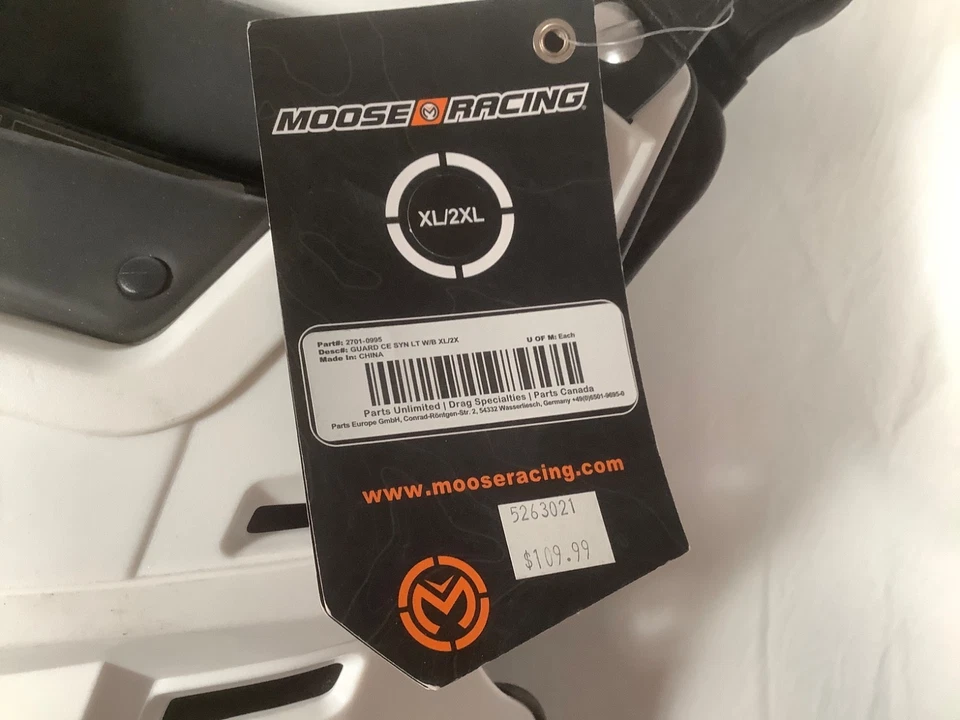 MOOSE RACING
XL/2XL
Part#: 2701-0995
U OF M: Each
Desc#: GUARD CE SYN LT W/B XL/2X
Made In: CHINA
Parts Unlimited | Drag Specialties | Parts Canada
Parts Europe GmbH, Conrad-Röntgen-Str. 2, 54332 Wasserliesch, Germany +49(0)6501-9695-0
www.mooseracing.com
5263021
$109.99